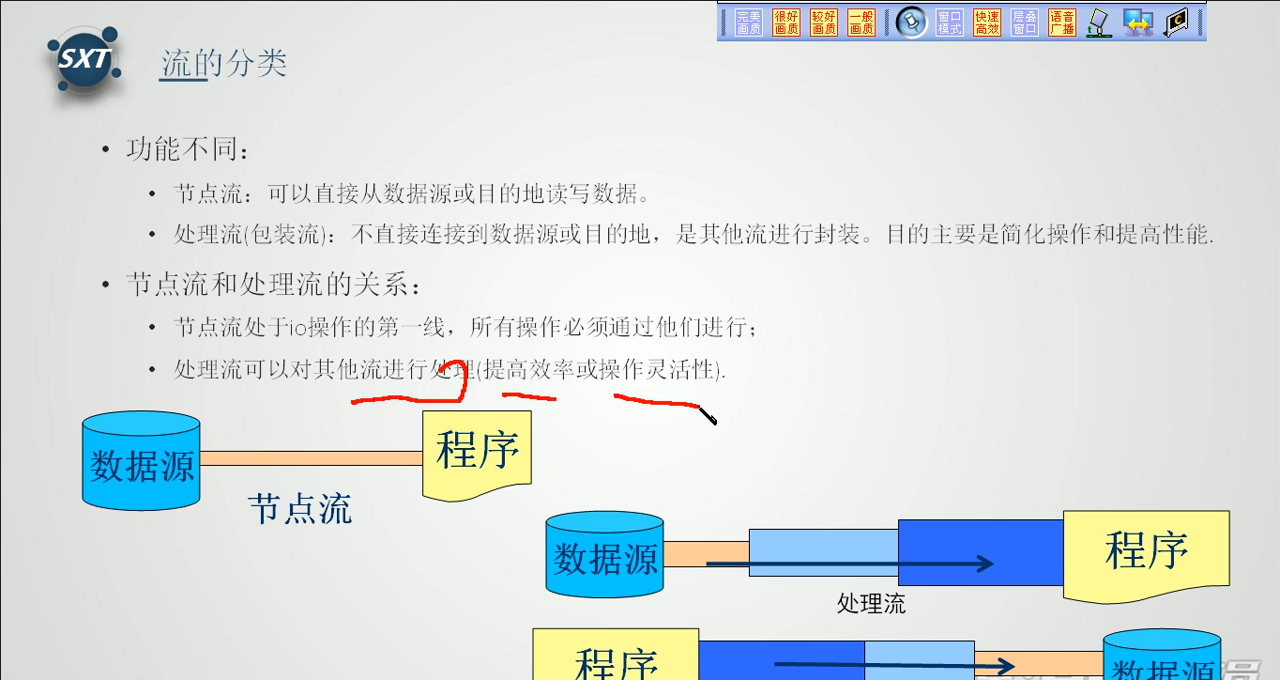 完美 很好 较好 一般 窗口 快速 层叠 语音
画质 画质 画质 画质 模式 高效 窗口 广播
SXT
流的分类
• 功能不同：
• 节点流：可以直接从数据源或目的地读写数据。
• 处理流(包装流)：不直接连接到数据源或目的地，是其他流进行封装。目的主要是简化操作和提高性能.
• 节点流和处理流的关系：
• 节点流处于io操作的第一线，所有操作必须通过他们进行；
• 处理流可以对其他流进行处理(提高效率或操作灵活性).
数据源
程序
节点流
数据源
程序
处理流
程序
数据源